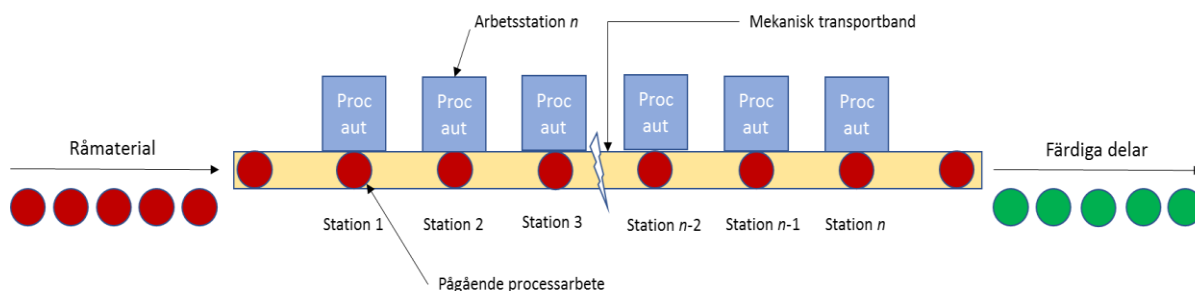 Arbetsstation n
Mekanisk transportband
Proc
aut
Proc
aut
Proc
aut
Proc
aut
Proc
aut
Proc
aut
Råmaterial
Färdiga delar
Station 1
Station 2
Station 3
Station n-2
Station n-1
Station n
Pågående processarbete